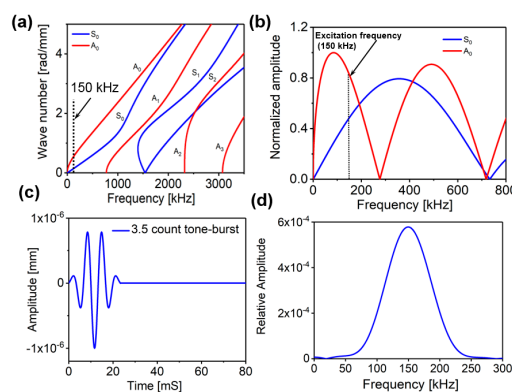 (a)
S₀
A₀
A₀
150 kHz
S₀
A₁
S₁
S₂
A₂
A₃
Wave number [rad/mm]
4
2
0
0 1000 2000 3000
Frequency [kHz]
(b)
Excitation frequency
(150 kHz)
S₀
A₀
Normalized amplitude
1.2
0.8
0.4
0.0
0 200 400 600 800
Frequency [kHz]
(c)
3.5 count tone-burst
Amplitude [mm]
1x10⁻⁶
0
-1x10⁻⁶
0 20 40 60 80
Time [mS]
(d)
Relative Amplitude
6x10⁻⁴
4x10⁻⁴
2x10⁻⁴
0
0 50 100 150 200 250 300
Frequency [kHz]